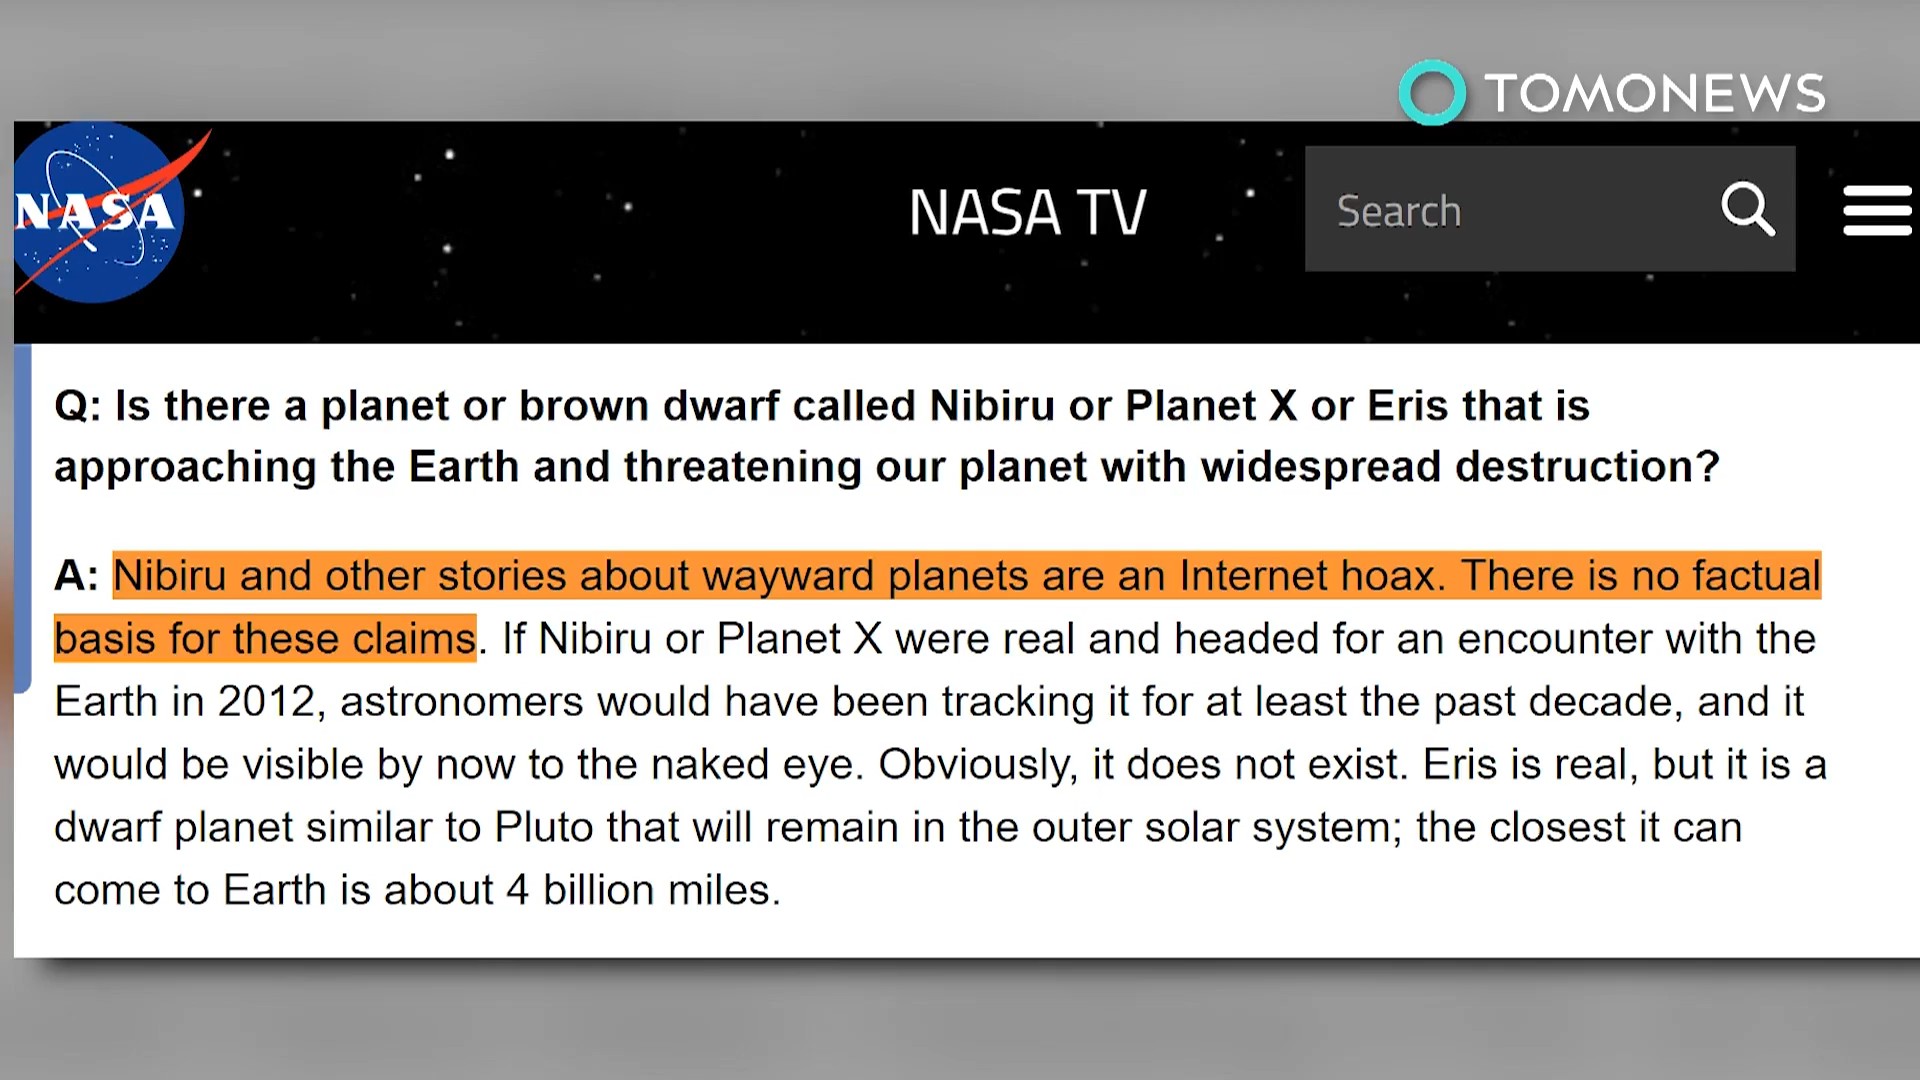 TOMONEWS
NASA
NASA TV
Search
Q: Is there a planet or brown dwarf called Nibiru or Planet X or Eris that is
approaching the Earth and threatening our planet with widespread destruction?
A: Nibiru and other stories about wayward planets are an Internet hoax. There is no factual
basis for these claims. If Nibiru or Planet X were real and headed for an encounter with the
Earth in 2012, astronomers would have been tracking it for at least the past decade, and it
would be visible by now to the naked eye. Obviously, it does not exist. Eris is real, but it is a
dwarf planet similar to Pluto that will remain in the outer solar system; the closest it can
come to Earth is about 4 billion miles.